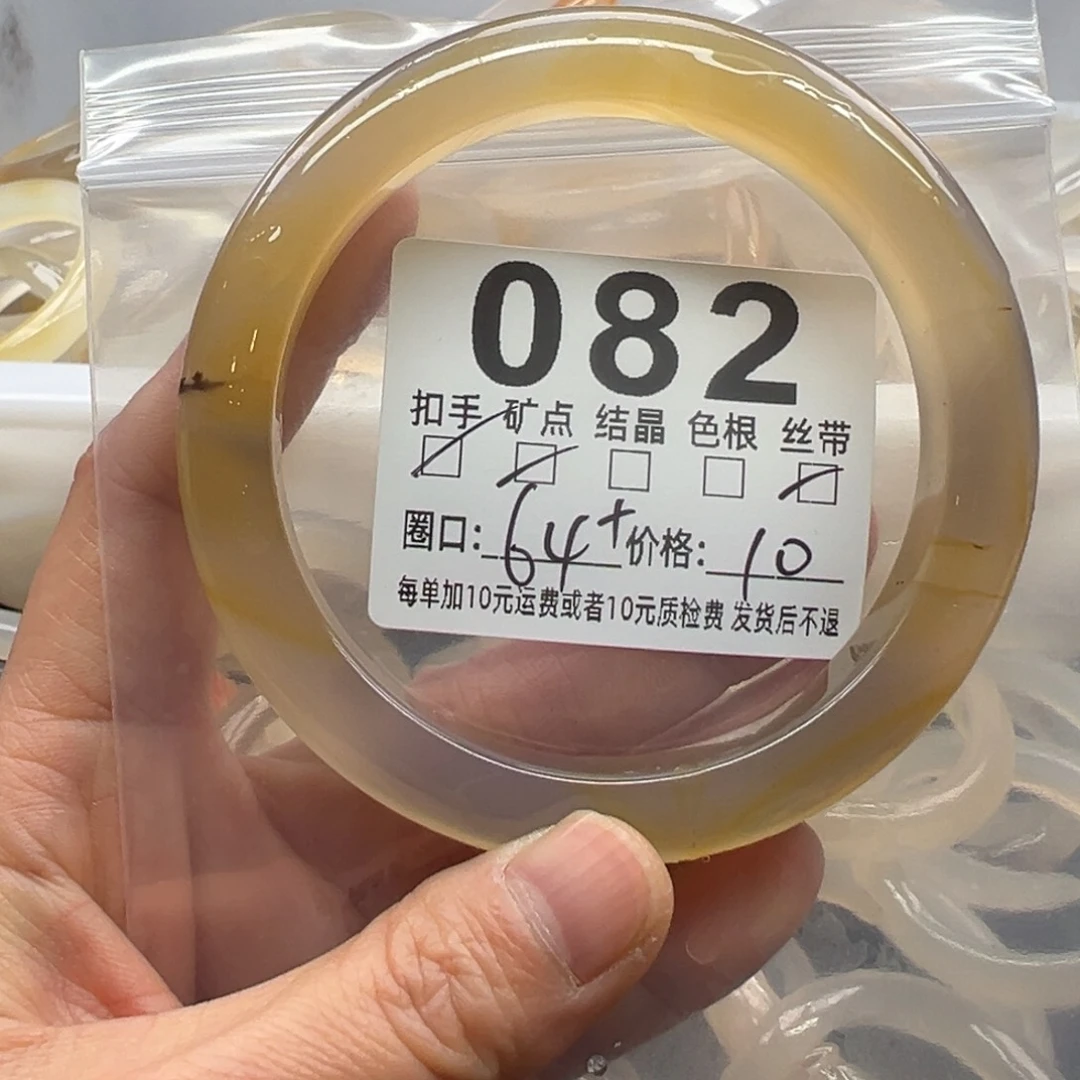 082
扣手 矿点 结晶 色根 丝带
圈口: 64+ 价格: 10
每单加10元运费或者10元质检费 发货后不退